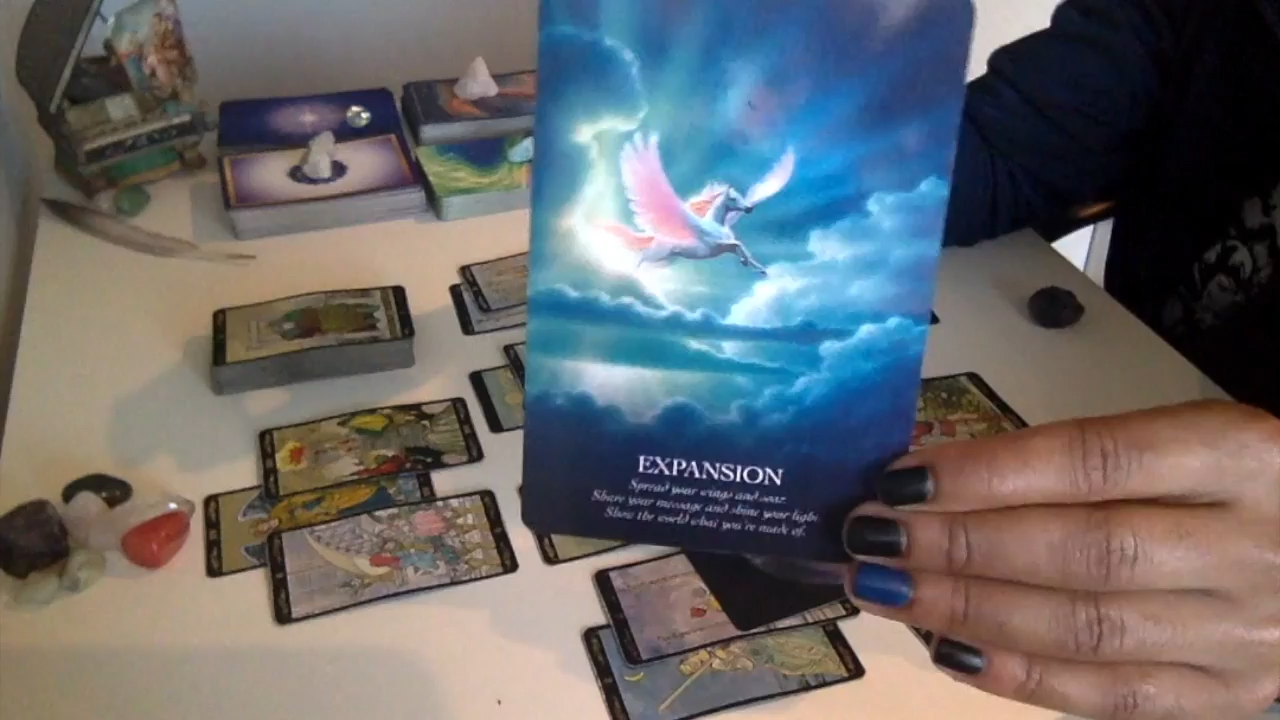 EXPANSION
Spread your wings and soar.
Share your message and shine your light.
Show the world what you're made of.